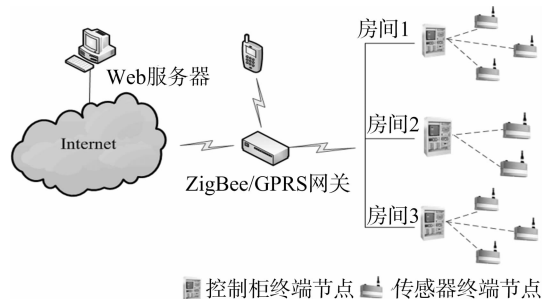 房间1
Web服务器
Internet
房间2
ZigBee/GPRS网关
房间3
控制柜终端节点 传感器终端节点